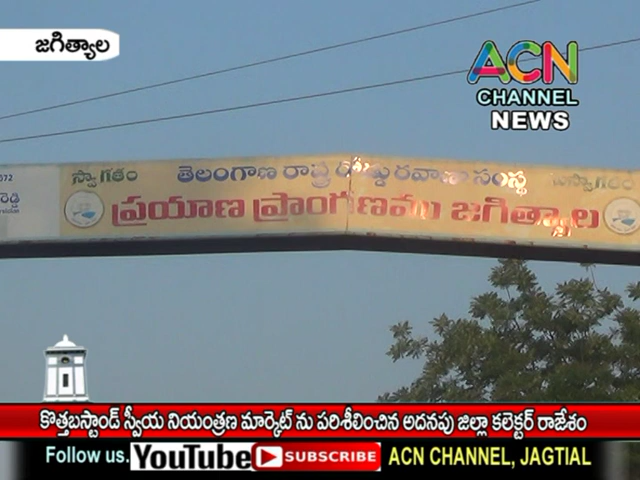 జగిత్యాల
ACN
CHANNEL
NEWS
స్వాగతం తెలంగాణ రాష్ట్ర రోడ్డు రవాణా సంస్థ
ప్రయాణ ప్రాంగణము జగిత్యాల
కొత్తబస్టాండ్ స్వీయ నియంత్రణ మార్కెట్ ను పరిశీలించిన అదనపు జిల్లా కలెక్టర్ రాజేశం
Follow us. YouTube SUBSCRIBE ACN CHANNEL, JAGTIAL